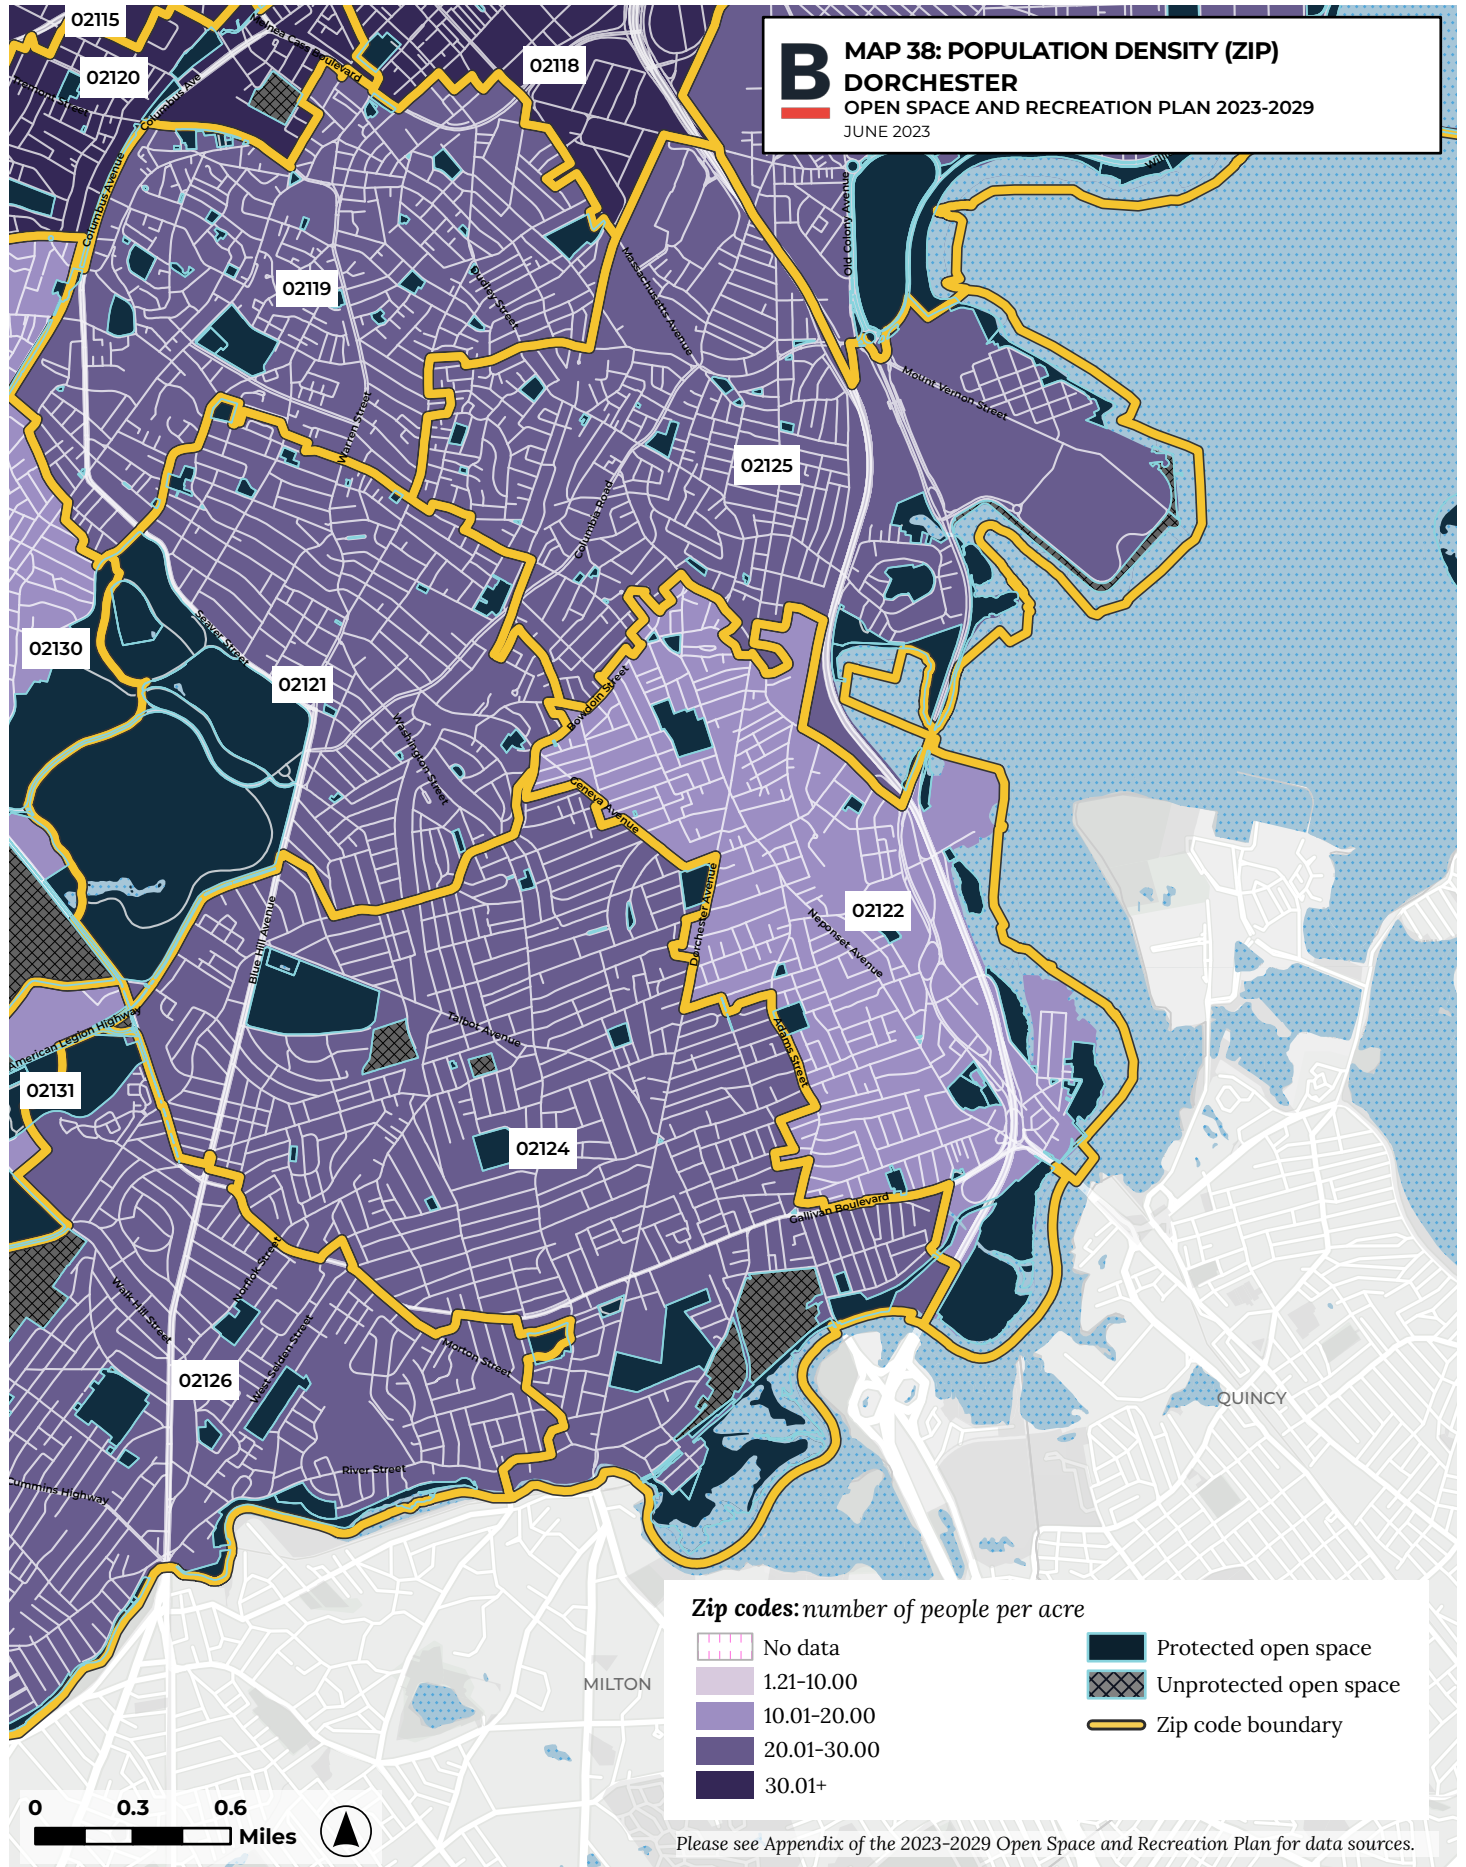 B
MAP 38: POPULATION DENSITY (ZIP)
DORCHESTER
OPEN SPACE AND RECREATION PLAN 2023-2029
JUNE 2023
02115
02120
02118
Melnea Cass Boulevard
Tremont Street
Columbus Ave
Columbus Avenue
Old Colony Avenue
02119
Dudley Street
Massachusetts Avenue
Mount Vernon Street
Warren Street
02125
Columbia Road
02130
Seaver Street
02121
Washington Street
Bowdoin Street
Geneva Avenue
Dorchester Avenue
02122
Neponset Avenue
Blue Hill Avenue
American Legion Highway
Talbot Avenue
Adams Street
02131
02124
Gallivan Boulevard
Norfolk Street
Walk Hill Street
West Selden Street
Morton Street
02126
QUINCY
River Street
Cummins Highway
MILTON
Zip codes: number of people per acre
No data
1.21-10.00
10.01-20.00
20.01-30.00
30.01+
Protected open space
Unprotected open space
Zip code boundary
0 0.3 0.6
Miles
Please see Appendix of the 2023-2029 Open Space and Recreation Plan for data sources.